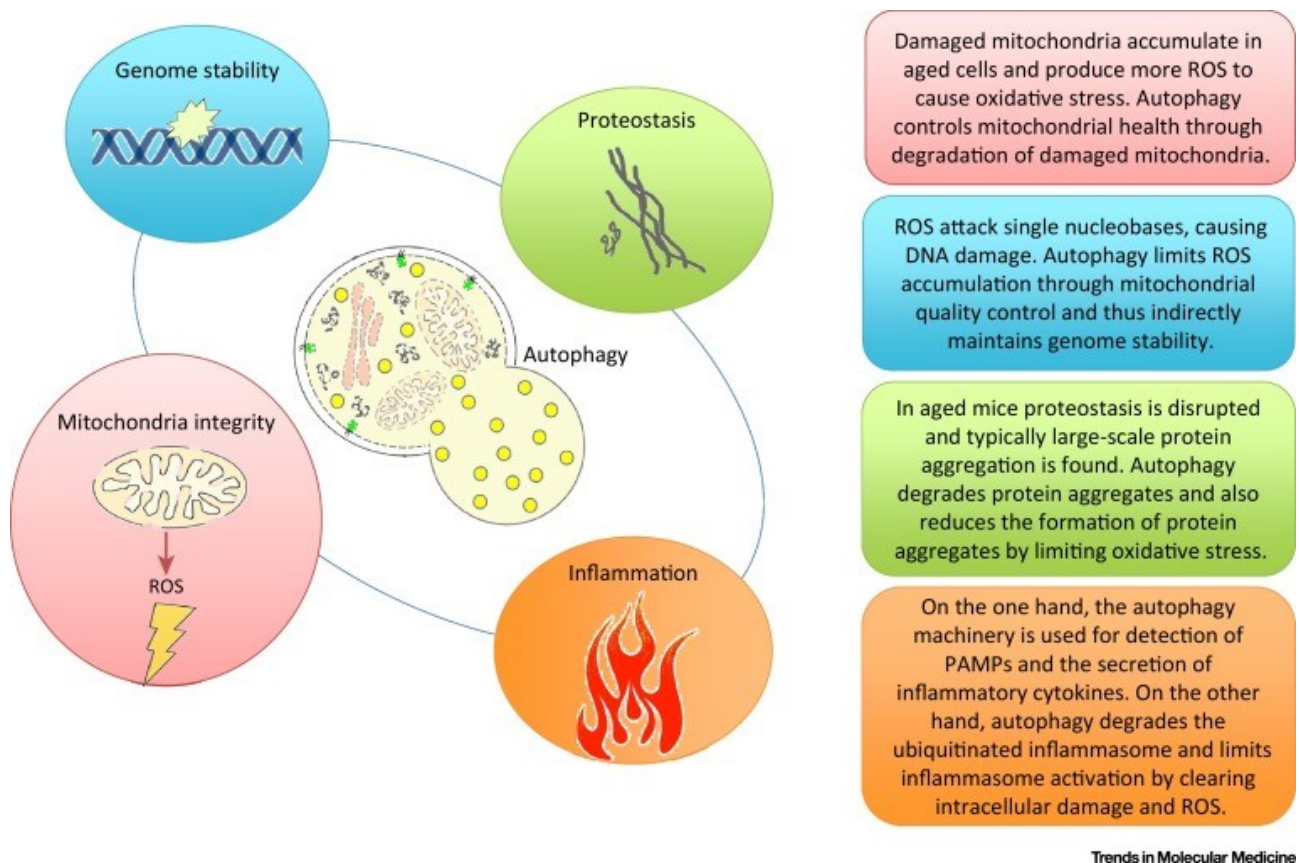 Genome stability
Proteostasis
Autophagy
Mitochondria integrity
ROS
Inflammation
Damaged mitochondria accumulate in
aged cells and produce more ROS to
cause oxidative stress. Autophagy
controls mitochondrial health through
degradation of damaged mitochondria.
ROS attack single nucleobases, causing
DNA damage. Autophagy limits ROS
accumulation through mitochondrial
quality control and thus indirectly
maintains genome stability.
In aged mice proteostasis is disrupted
and typically large-scale protein
aggregation is found. Autophagy
degrades protein aggregates and also
reduces the formation of protein
aggregates by limiting oxidative stress.
On the one hand, the autophagy
machinery is used for detection of
PAMPs and the secretion of
inflammatory cytokines. On the other
hand, autophagy degrades the
ubiquitinated inflammasome and limits
inflammasome activation by clearing
intracellular damage and ROS.
Trends in Molecular Medicine